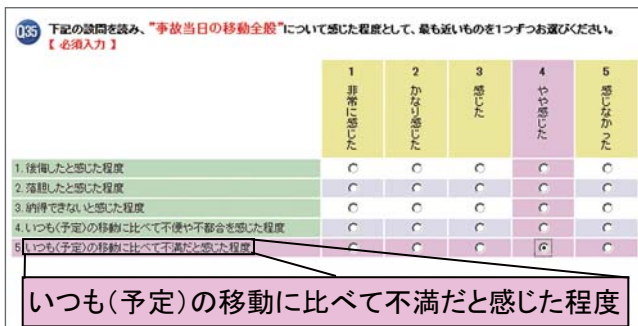 Q35 下記の設問を読み、"事故当日の移動全般"について感じた程度として、最も近いものを1つずつお選びください。
【 必須入力 】
1 2 3 4 5
非常に感じた かなり感じた 感じた やや感じた 感じなかった
1. 後悔したと感じた程度
2. 落胆したと感じた程度
3. 納得できないと感じた程度
4. いつも(予定)の移動に比べて不便や不都合を感じた程度
5. いつも(予定)の移動に比べて不満だと感じた程度
いつも(予定)の移動に比べて不満だと感じた程度